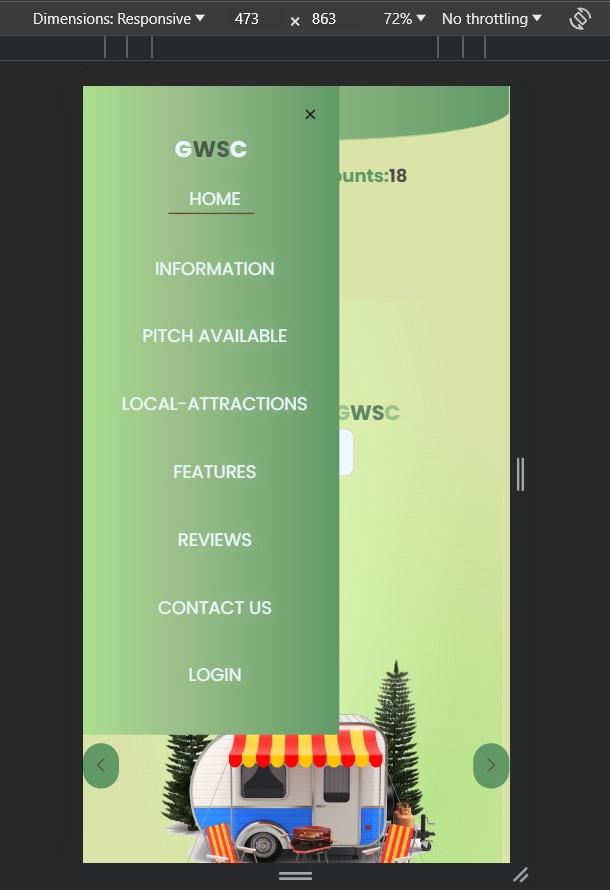 Dimensions: Responsive 473 × 863 72% No throttling
GWSC
HOME
ounts:18
INFORMATION
PITCH AVAILABLE
LOCAL-ATTRACTIONS
GWSC
FEATURES
REVIEWS
CONTACT US
LOGIN